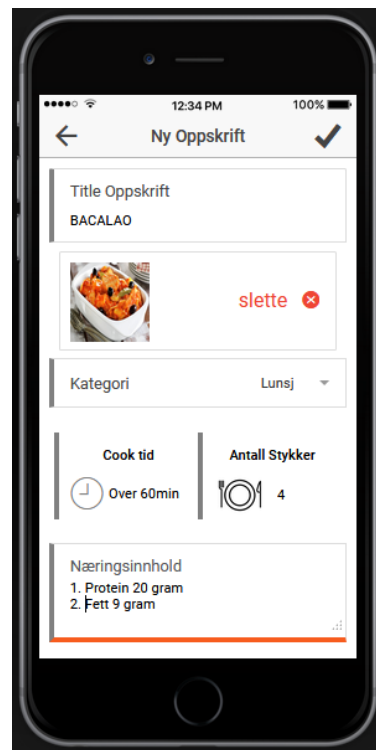 12:34 PM
100%
Ny Oppskrift
Title Oppskrift
BACALAO
slette
Kategori
Lunsj
Cook tid
Antall Stykker
Over 60min
4
Næringsinnhold
1. Protein 20 gram
2. Fett 9 gram